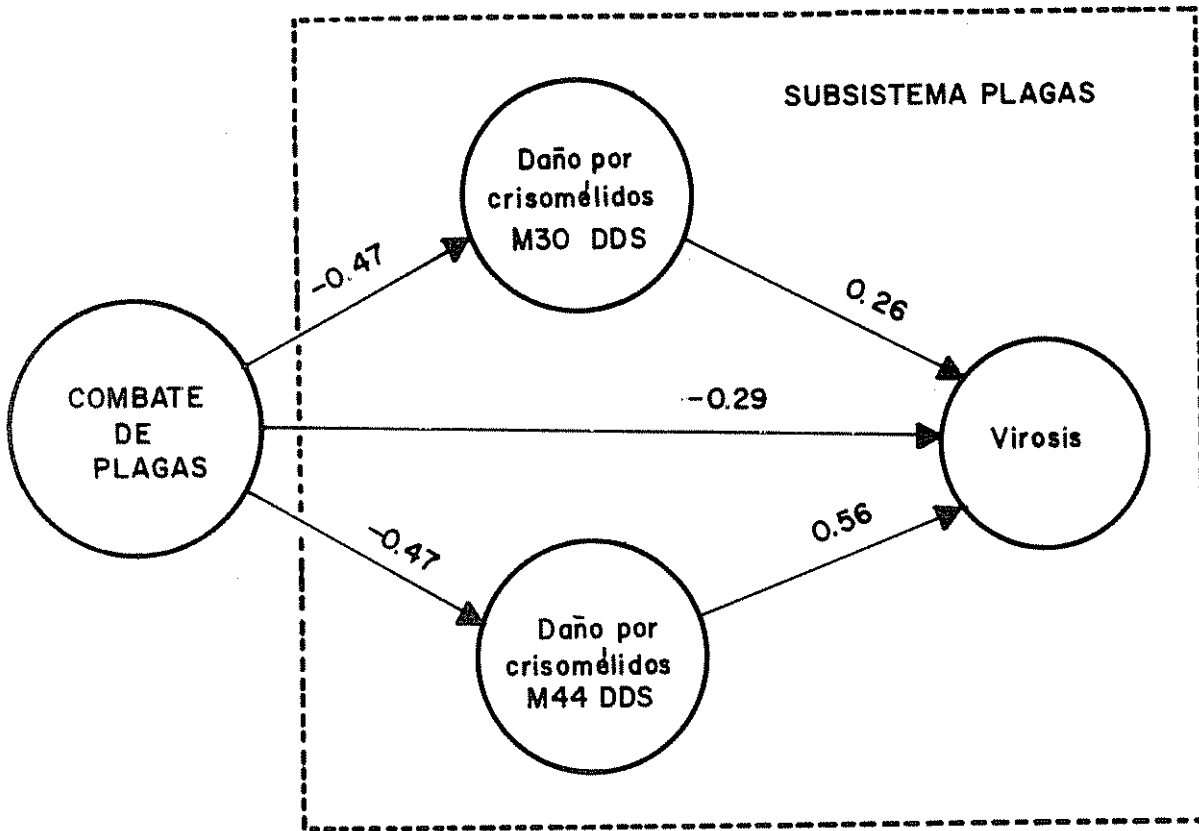 SUBSISTEMA PLAGAS
Daño por
crisomélidos
M30 DDS
-0.47
0.26
COMBATE
DE
PLAGAS
-0.29
Virosis
-0.47
0.56
Daño por
crisomélidos
M44 DDS